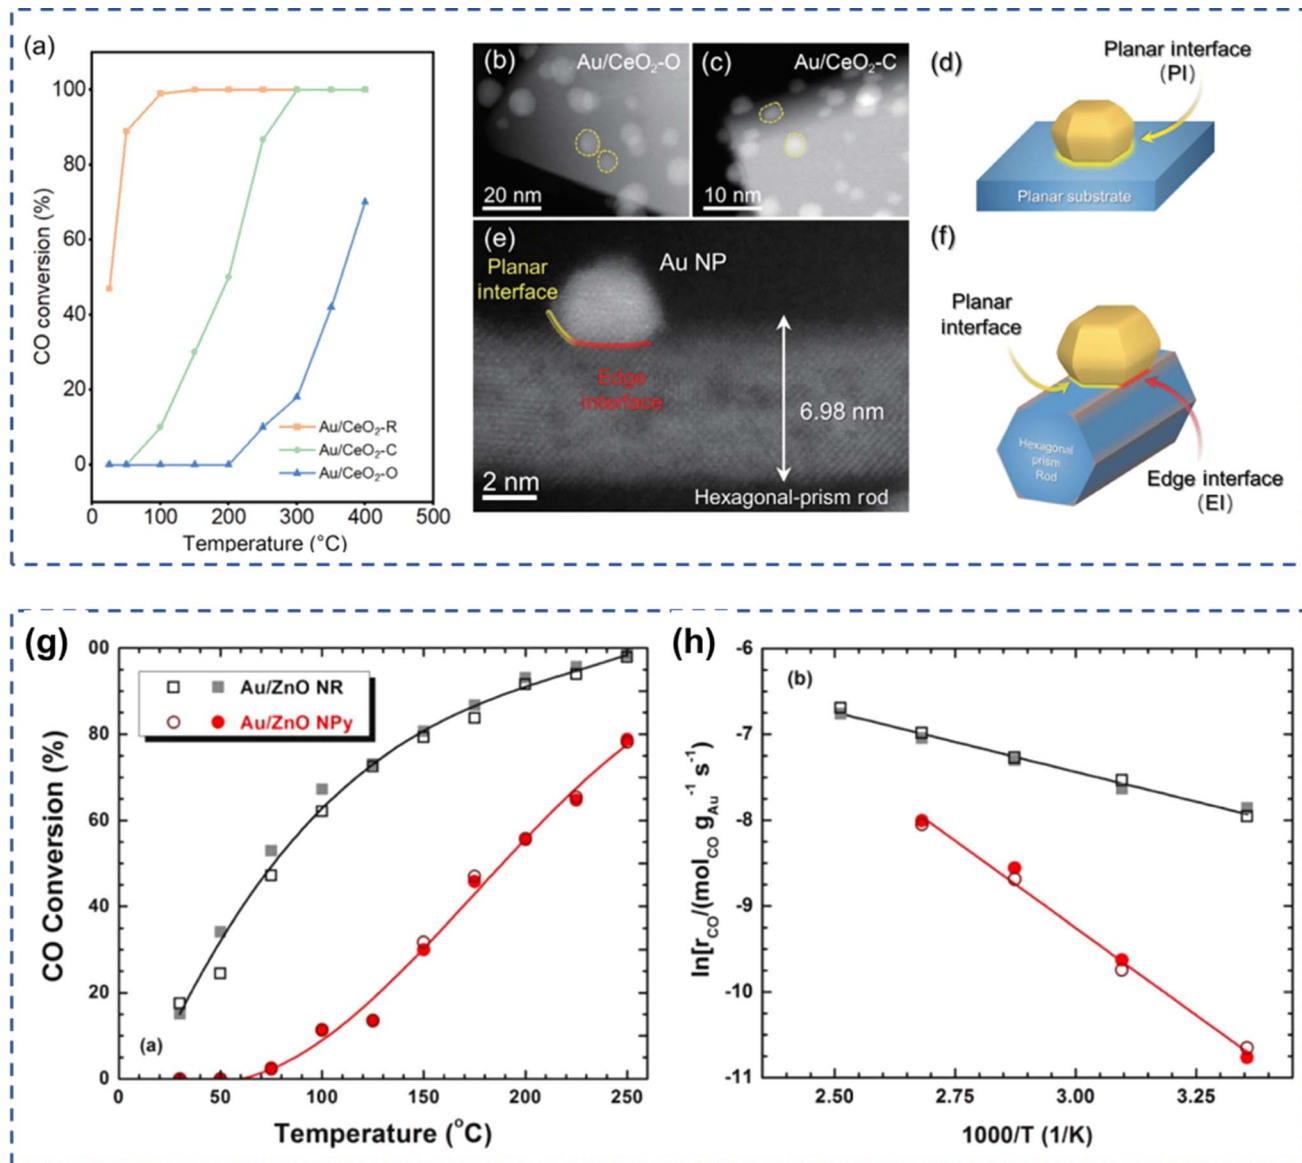 (a)
CO conversion (%)
100
80
60
40
20
0
Au/CeO₂-R
Au/CeO₂-C
Au/CeO₂-O
0 100 200 300 400 500
Temperature (°C)
(b) Au/CeO₂-O
20 nm
(c) Au/CeO₂-C
10 nm
(d)
Planar interface
(PI)
Planar substrate
(e)
Planar
interface
Au NP
Edge
interface
6.98 nm
2 nm
Hexagonal-prism rod
(f)
Planar
interface
Hexagonal
prism
Rod
Edge interface
(EI)
(g)
CO Conversion (%)
00
80
60
40
20
0
Au/ZnO NR
Au/ZnO NPy
(a)
0 50 100 150 200 250
Temperature (°C)
(h)
ln[r_CO/(mol_CO g_Au⁻¹ s⁻¹)
-6
-7
-8
-9
-10
-11
(b)
2.50 2.75 3.00 3.25
1000/T (1/K)